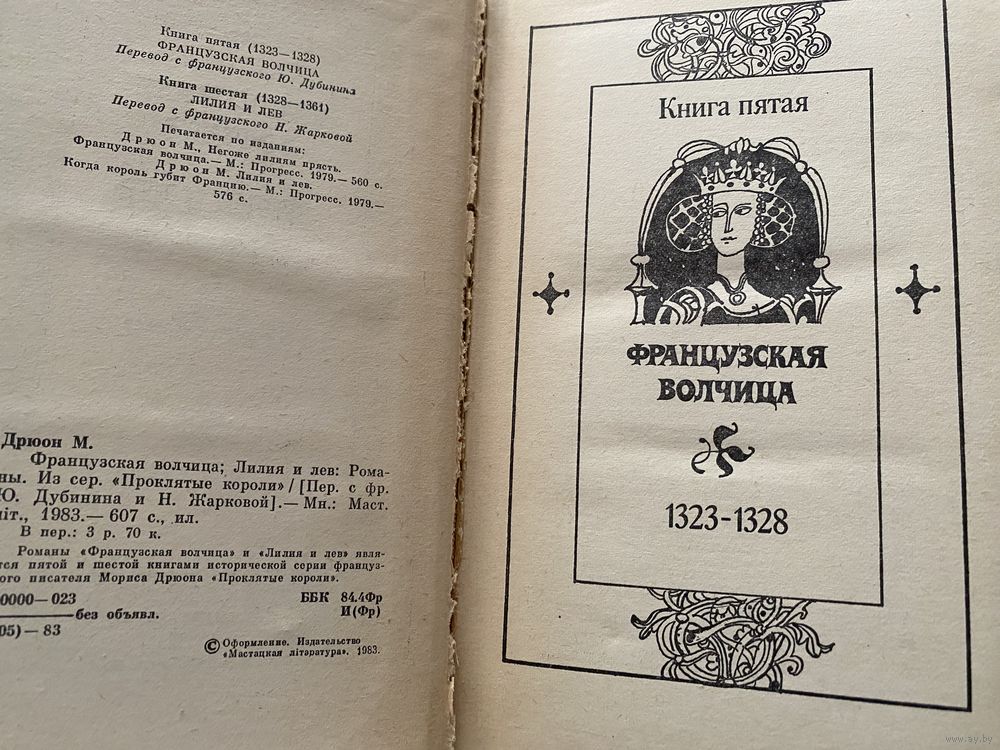 Книга пятая (1323—1328)
ФРАНЦУЗСКАЯ ВОЛЧИЦА
Перевод с французского Ю. Дубинина
Книга шестая (1328—1361)
ЛИЛИЯ И ЛЕВ
Перевод с французского Н. Жарковой
Печатается по изданиям:
Дрюон М., Негоже лилиям прясть.
Французская волчица.— М.: Прогресс. 1979.— 560 с.
Дрюон М. Лилия и лев.
Когда король губит Францию.— М.: Прогресс. 1979.—
576 с.
Дрюон М.
Французская волчица; Лилия и лев: Рома-
ны. Из сер. «Проклятые короли» / [Пер. с фр.
Ю. Дубинина и Н. Жарковой].— Мн.: Маст.
літ., 1983.— 607 с., ил.
В пер.: 3 р. 70 к.
Романы «Французская волчица» и «Лилия и лев» явля-
тся пятой и шестой книгами исторической серии француз-
ого писателя Мориса Дрюона «Проклятые короли».
0000—023
без объявл.
05)—83
ББК 84.4Фр
И(Фр)
© Оформление. Издательство
«Мастацкая літаратура». 1983.
Книга пятая
ФРАНЦУЗСКАЯ
ВОЛЧИЦА
1323-1328
www.ay.by